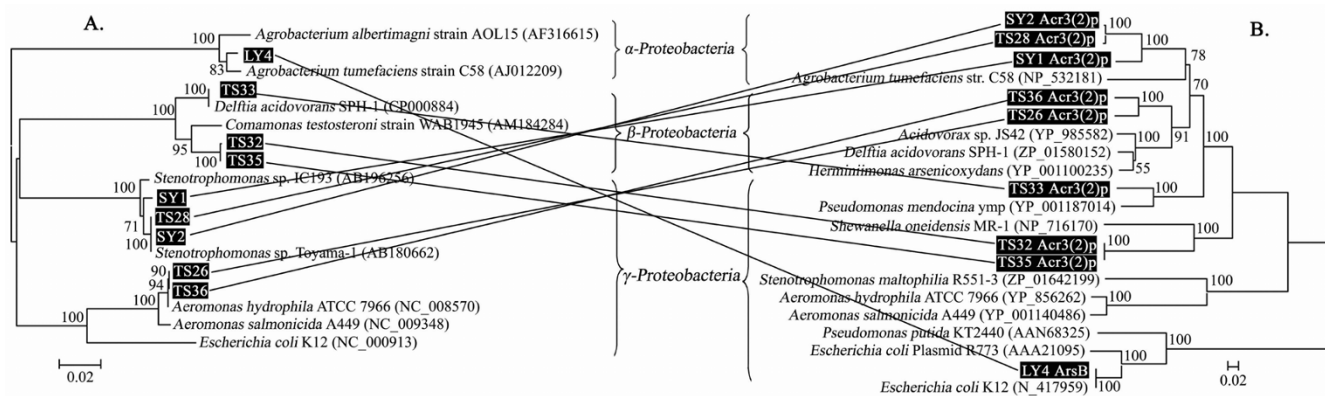 A.
Agrobacterium albertimagni strain AOL15 (AF316615)
100
LY4
83
Agrobacterium tumefaciens strain C58 (AJ012209)
TS33
100
Delftia acidovorans SPH-1 (CP000884)
Comamonas testosteroni strain WAB1945 (AM184284)
TS32
95
100
TS35
Stenotrophomonas sp. IC193 (AB196256)
100
SY1
TS28
71
SY2
100
Stenotrophomonas sp. Toyama-1 (AB180662)
90
TS26
94
TS36
100
Aeromonas hydrophila ATCC 7966 (NC_008570)
100
Aeromonas salmonicida A449 (NC_009348)
Escherichia coli K12 (NC_000913)
0.02
α-Proteobacteria
β-Proteobacteria
γ-Proteobacteria
B.
SY2 Acr3(2)p
100
TS28 Acr3(2)p
100
SY1 Acr3(2)p
78
Agrobacterium tumefaciens str. C58 (NP_532181)
70
TS36 Acr3(2)p
100
TS26 Acr3(2)p
100
Acidovorax sp. JS42 (YP_985582)
91
Delftia acidovorans SPH-1 (ZP_01580152)
Herminiimonas arsenicoxydans (YP_001100235)
55
TS33 Acr3(2)p
100
Pseudomonas mendocina ymp (YP_001187014)
Shewanella oneidensis MR-1 (NP_716170)
TS32 Acr3(2)p
100
100
TS35 Acr3(2)p
Stenotrophomonas maltophilia R551-3 (ZP_01642199)
100
Aeromonas hydrophila ATCC 7966 (YP_856262)
100
Aeromonas salmonicida A449 (YP_001140486)
Pseudomonas putida KT2440 (AAN68325)
100
Escherichia coli Plasmid R773 (AAA21095)
100
LY4 ArsB
100
Escherichia coli K12 (N_417959)
0.02